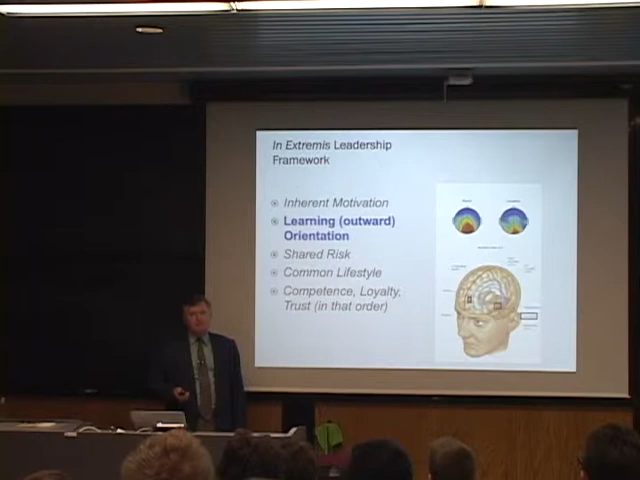 In Extremis Leadership
Framework
Inherent Motivation
Learning (outward)
Orientation
Shared Risk
Common Lifestyle
Competence, Loyalty,
Trust (in that order)